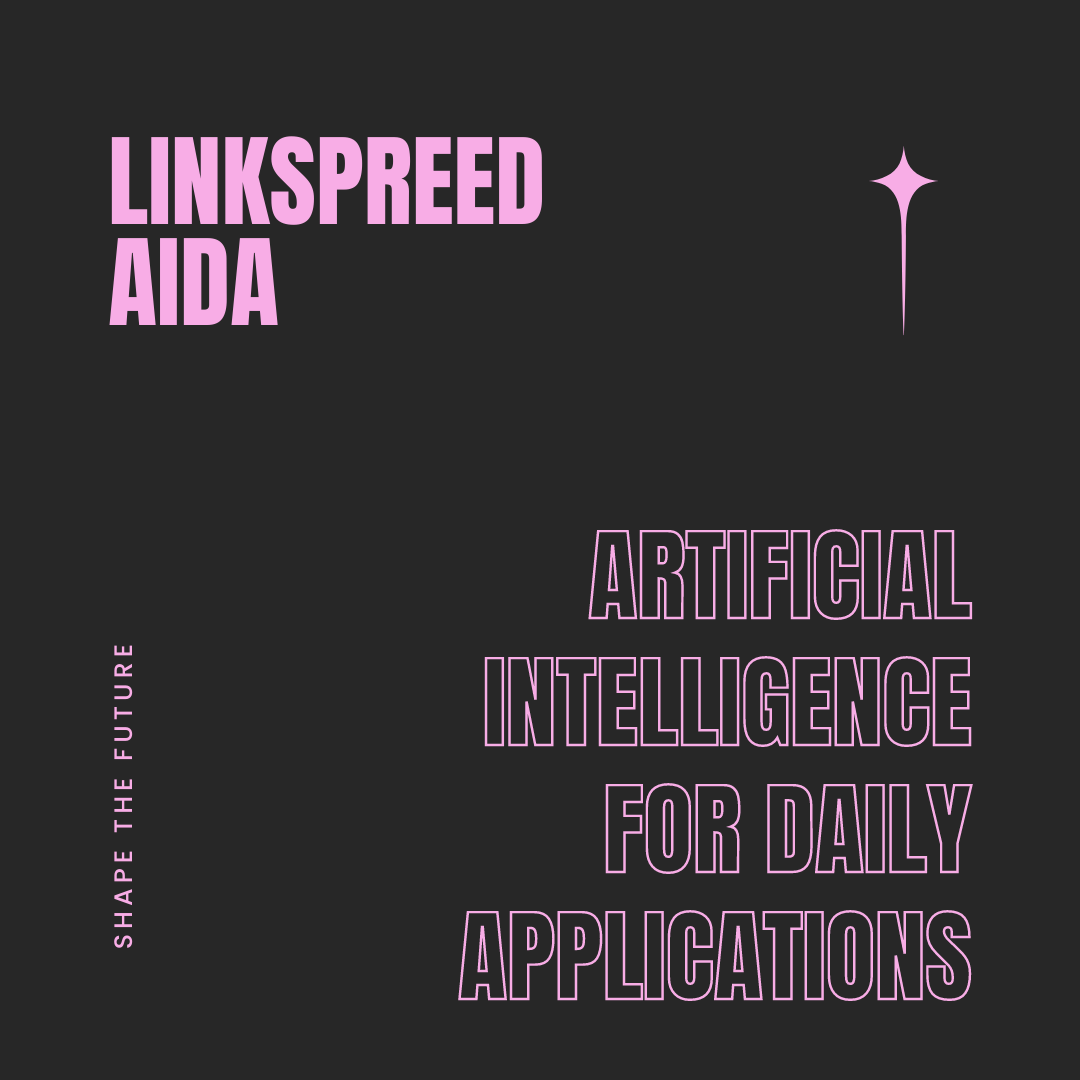 LINKSPREED
AIDA
ARTIFICIAL
INTELLIGENCE
FOR DAILY
APPLICATIONS
SHAPE THE FUTURE